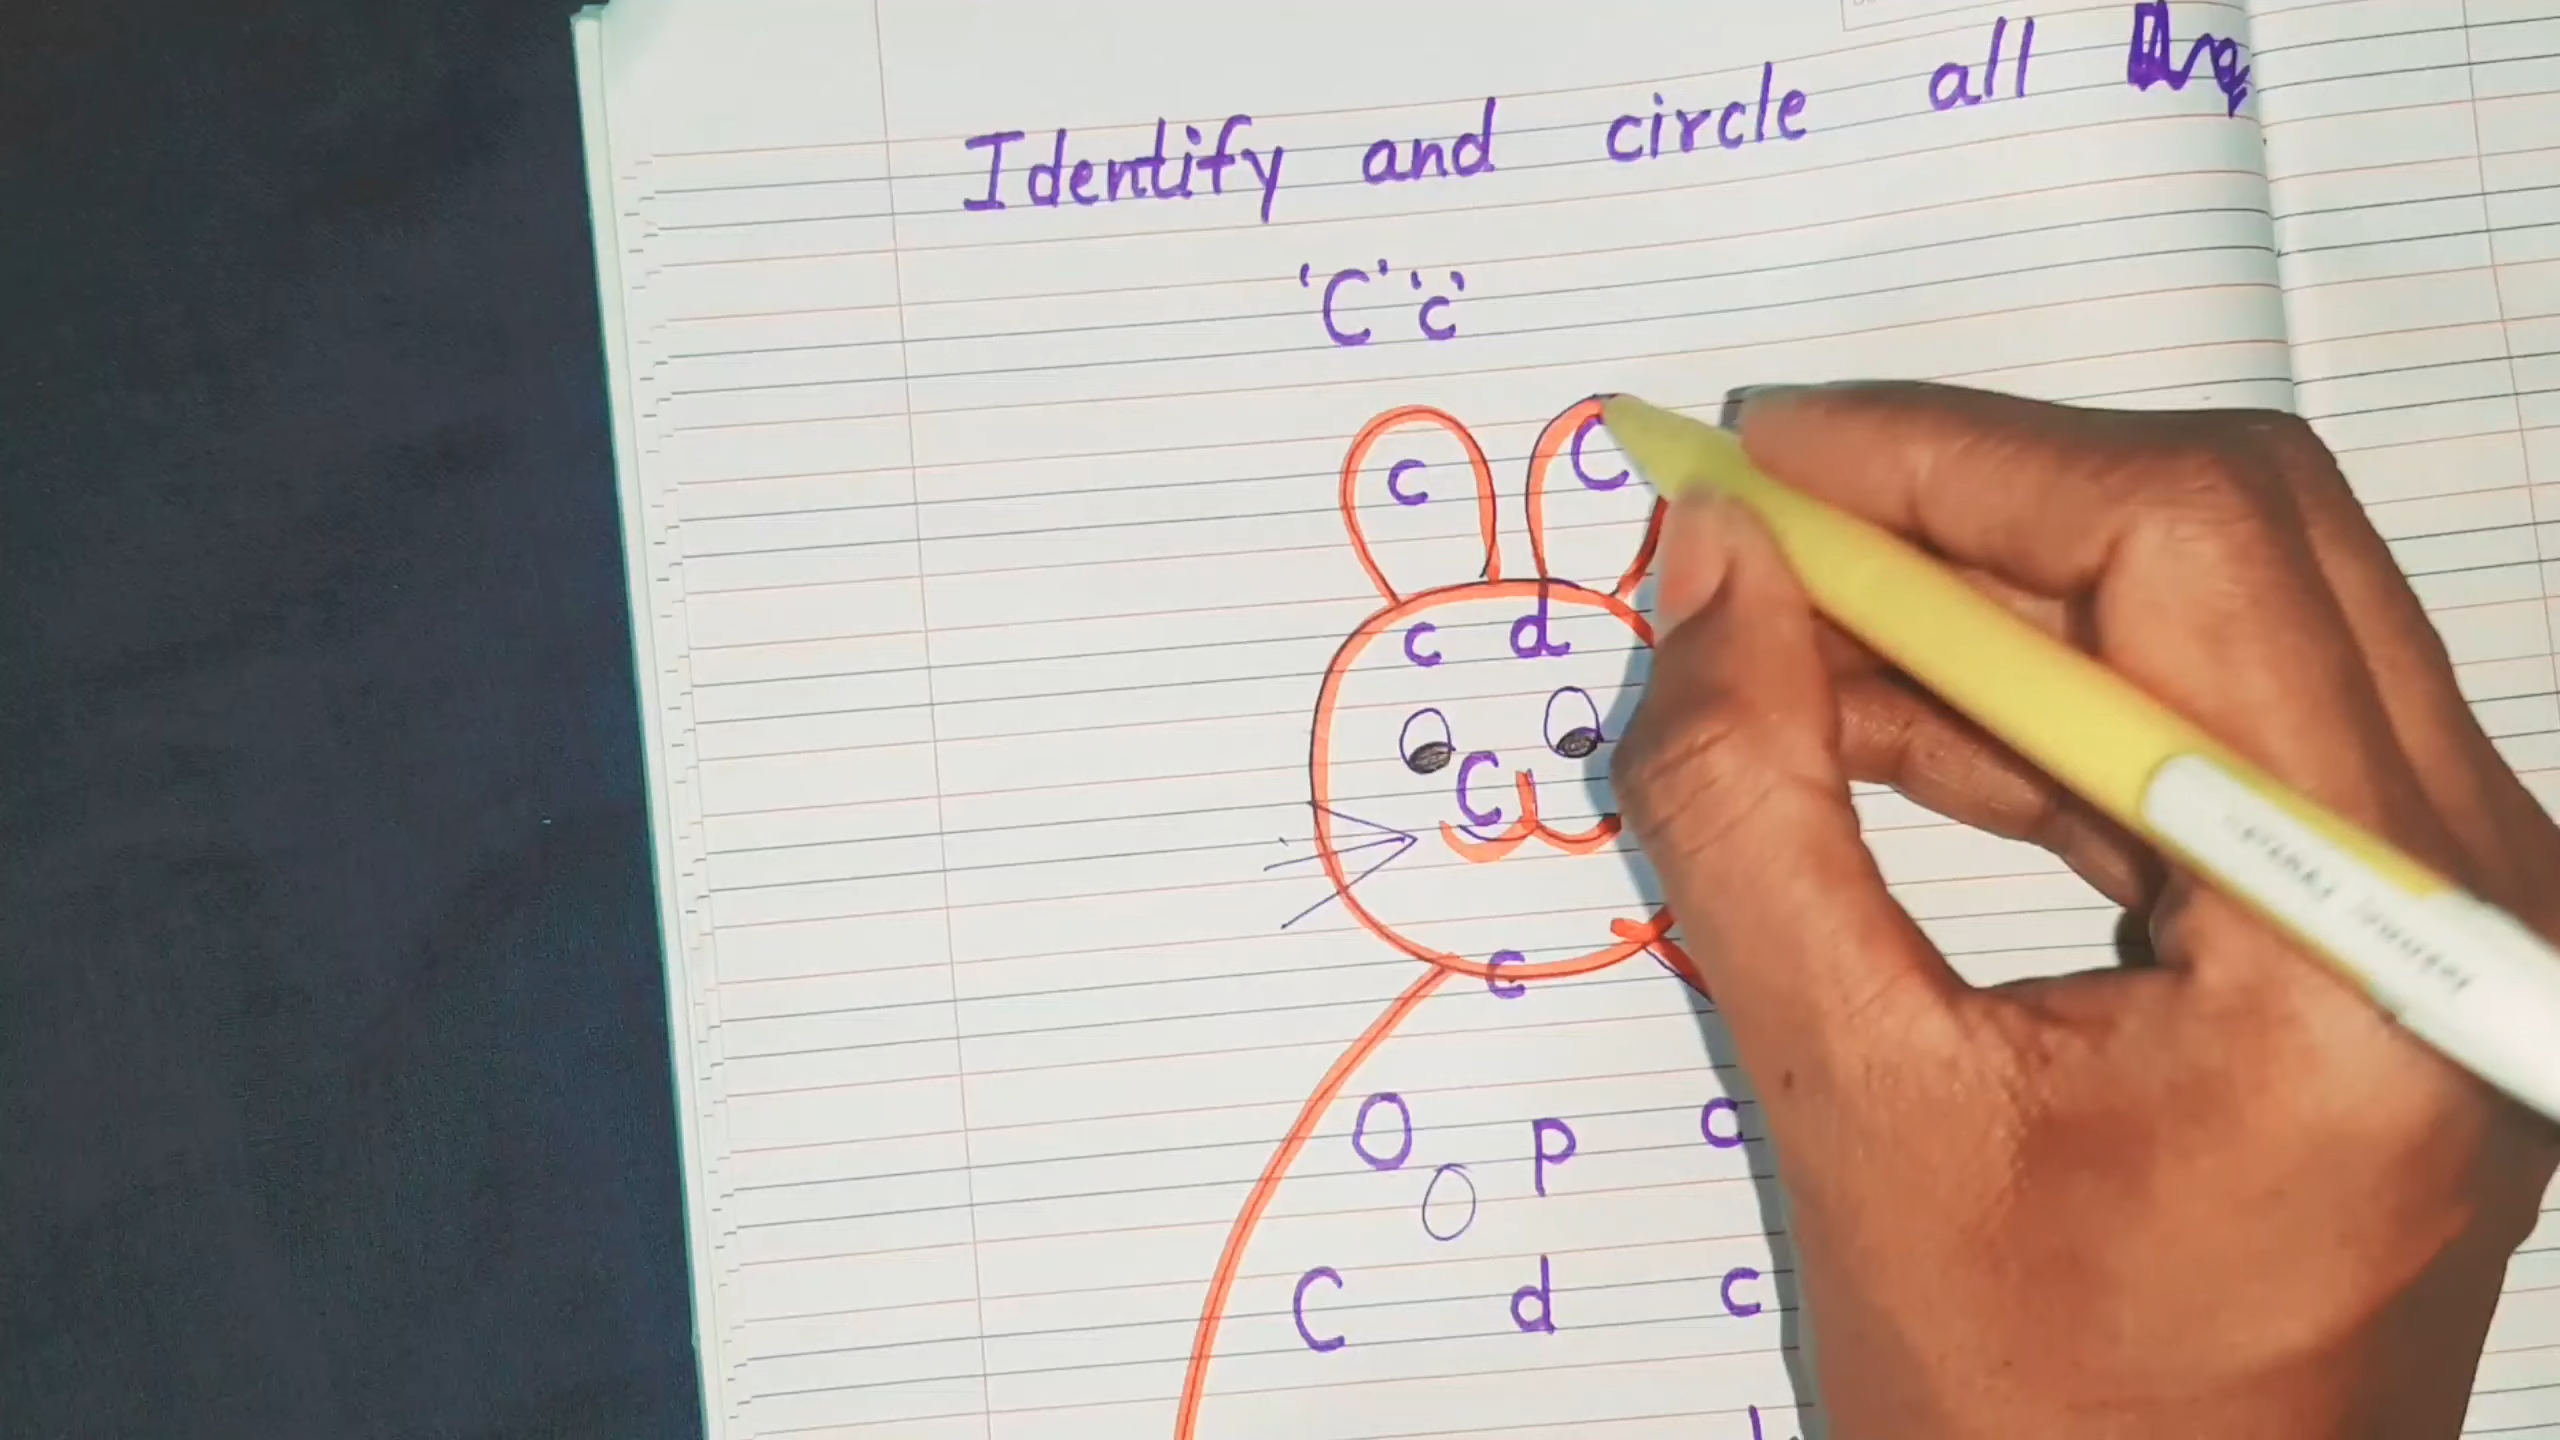 Identify and circle all
'C' 'c'
c C
c d
C
c
O p c
C d c